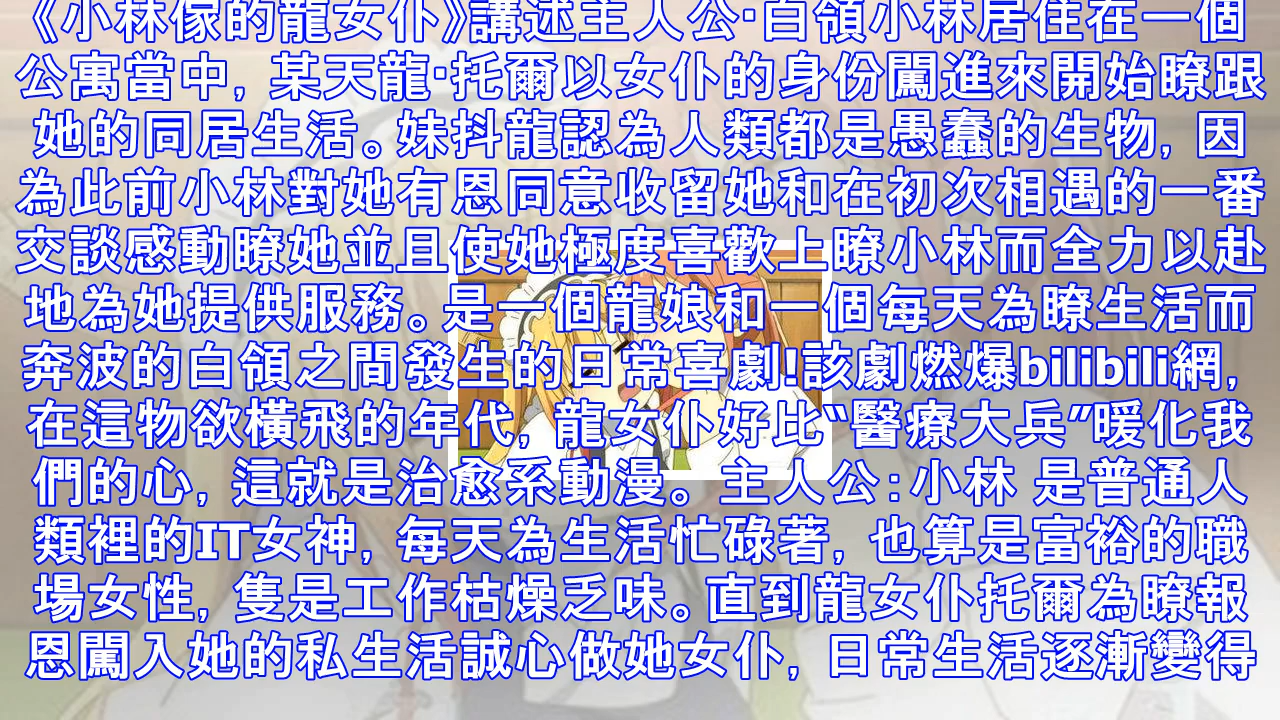 《小林傢的龍女仆》講述主人公·白領小林居住在一個
公寓當中, 某天龍·托爾以女仆的身份闖進來開始瞭跟
她的同居生活。妹抖龍認為人類都是愚蠢的生物, 因
為此前小林對她有恩同意收留她和在初次相遇的一番
交談感動瞭她並且使她極度喜歡上瞭小林而全力以赴
地為她提供服務。是一個龍娘和一個每天為瞭生活而
奔波的白領之間發生的日常喜劇!該劇燃爆bilibili網,
在這物欲橫飛的年代, 龍女仆好比“醫療大兵”暖化我
們的心, 這就是治愈系動漫。主人公:小林 是普通人
類裡的IT女神, 每天為生活忙碌著, 也算是富裕的職
場女性, 隻是工作枯燥乏味。直到龍女仆托爾為瞭報
恩闖入她的私生活誠心做她女仆, 日常生活逐漸變得